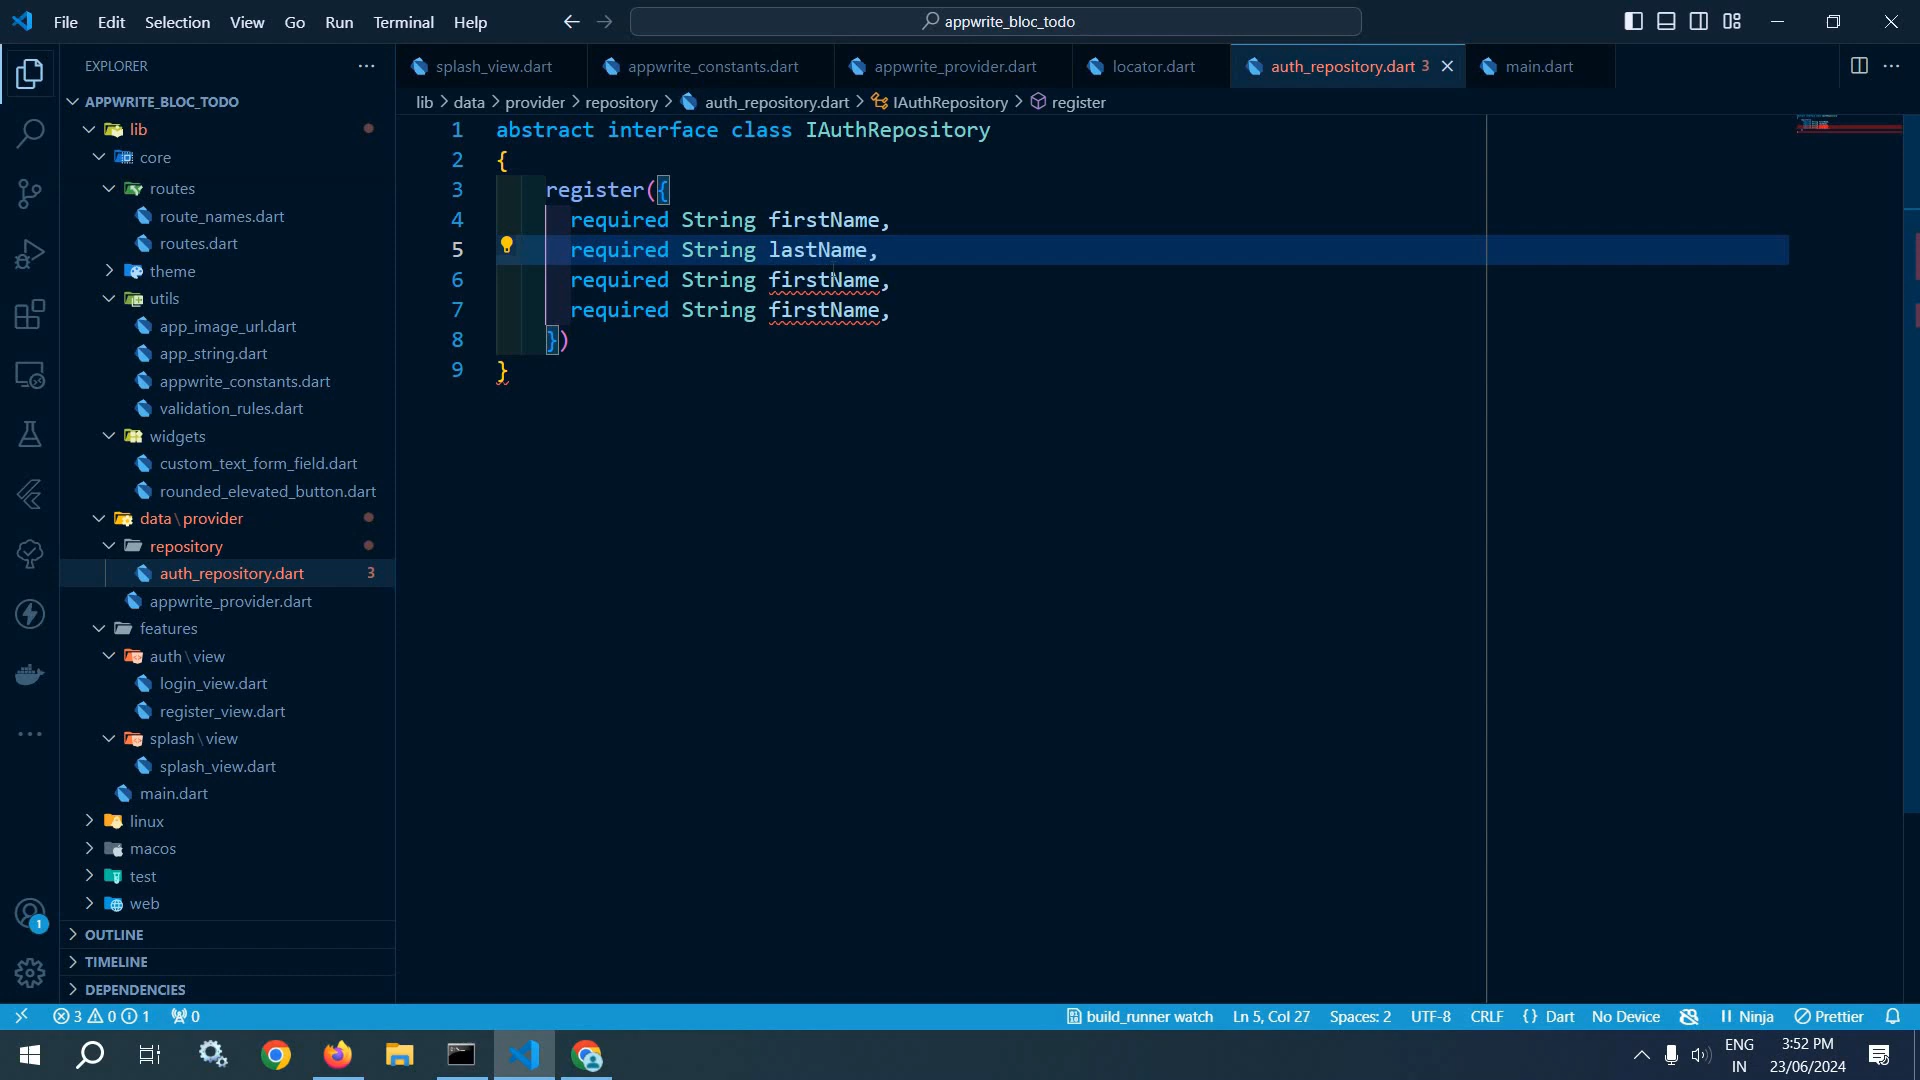 File Edit Selection View Go Run Terminal Help
appwrite_bloc_todo
EXPLORER
splash_view.dart appwrite_constants.dart appwrite_provider.dart locator.dart auth_repository.dart 3 main.dart
lib > data > provider > repository > auth_repository.dart > IAuthRepository > register
APPWRITE_BLOC_TODO
lib
core
routes
route_names.dart
routes.dart
theme
utils
app_image_url.dart
app_string.dart
appwrite_constants.dart
validation_rules.dart
widgets
custom_text_form_field.dart
rounded_elevated_button.dart
data\provider
repository
auth_repository.dart 3
appwrite_provider.dart
features
auth\view
login_view.dart
register_view.dart
splash\view
splash_view.dart
main.dart
linux
macos
test
web
OUTLINE
TIMELINE
DEPENDENCIES
1
1 abstract interface class IAuthRepository
2 {
3 register({
4 required String firstName,
5 required String lastName,
6 required String firstName,
7 required String firstName,
8 })
9 }
3 0 1 0 build_runner watch Ln 5, Col 27 Spaces: 2 UTF-8 CRLF {} Dart No Device Ninja Prettier
ENG
IN
3:52 PM
23/06/2024